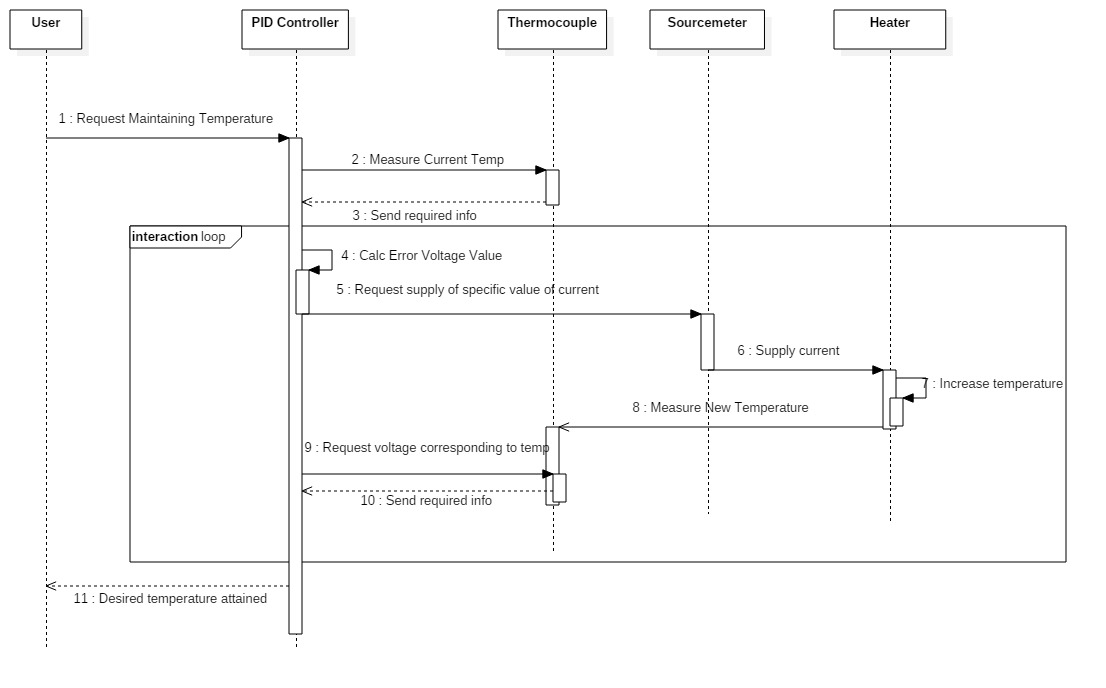 User
PID Controller
Thermocouple
Sourcemeter
Heater
1 : Request Maintaining Temperature
2 : Measure Current Temp
3 : Send required info
interaction loop
4 : Calc Error Voltage Value
5 : Request supply of specific value of current
6 : Supply current
7 : Increase temperature
8 : Measure New Temperature
9 : Request voltage corresponding to temp
10 : Send required info
11 : Desired temperature attained